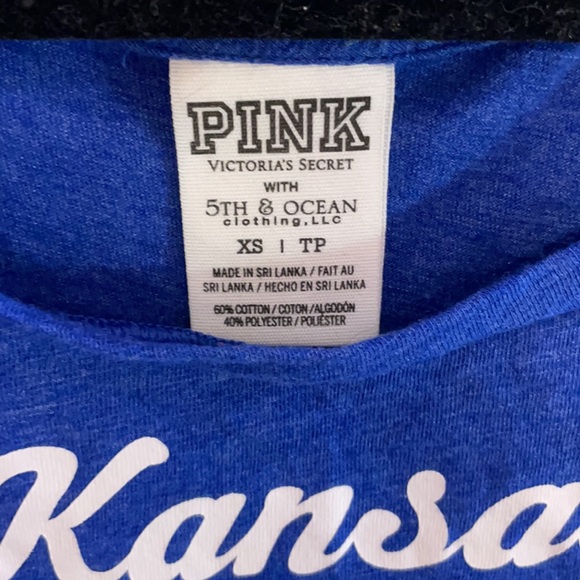 PINK
VICTORIA'S SECRET
WITH
5TH & OCEAN
clothing, LLC
XS | TP
MADE IN SRI LANKA / FAIT AU
SRI LANKA / HECHO EN SRI LANKA
60% COTTON / COTON / ALGODÓN
40% POLYESTER / POLIÉSTER
Kansa